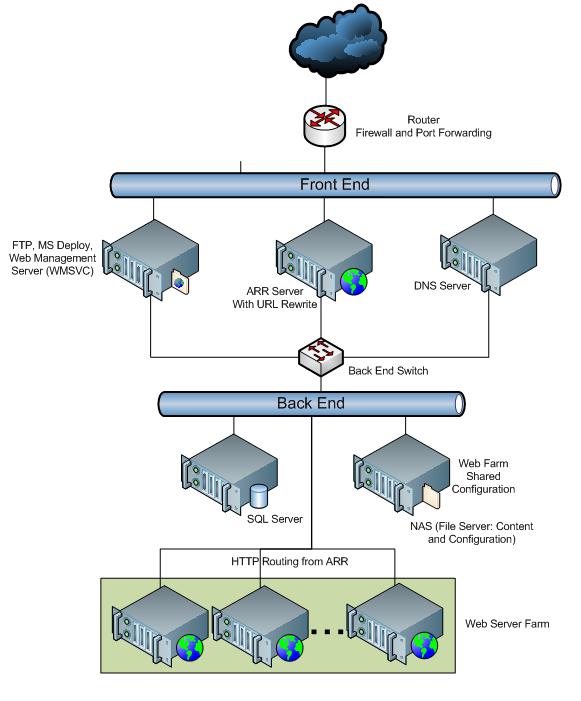 Router
Firewall and Port Forwarding
Front End
FTP, MS Deploy,
Web Management
Server (WMSVC)
ARR Server
With URL Rewrite
DNS Server
Back End Switch
Back End
SQL Server
Web Farm
Shared
Configuration
NAS (File Server: Content
and Configuration)
HTTP Routing from ARR
Web Server Farm